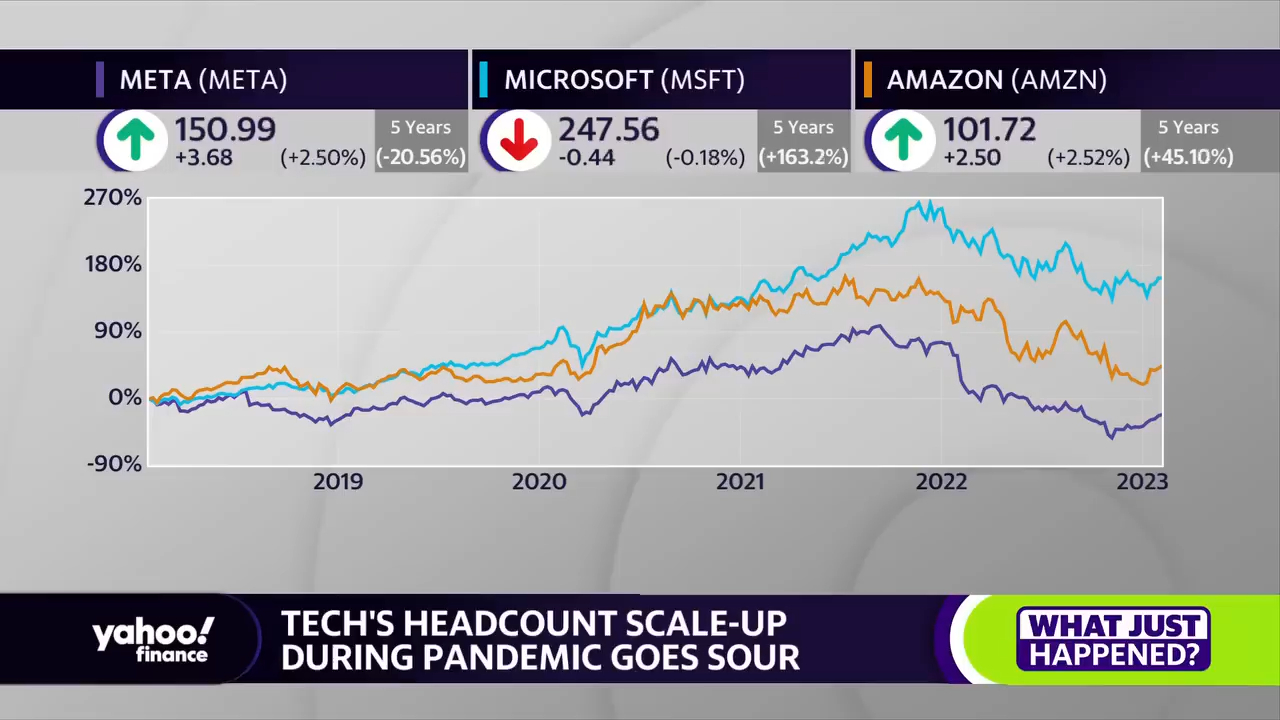 META (META)
150.99
+3.68 (+2.50%)
5 Years
(-20.56%)
MICROSOFT (MSFT)
247.56
-0.44 (-0.18%)
5 Years
(+163.2%)
AMAZON (AMZN)
101.72
+2.50 (+2.52%)
5 Years
(+45.10%)
270%
180%
90%
0%
-90%
2019 2020 2021 2022 2023
yahoo!
finance
TECH'S HEADCOUNT SCALE-UP
DURING PANDEMIC GOES SOUR
WHAT JUST
HAPPENED?